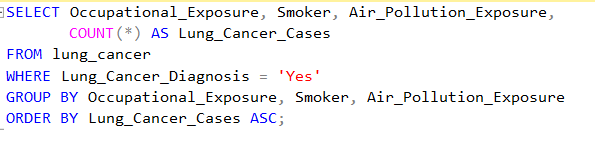 SELECT Occupational_Exposure, Smoker, Air_Pollution_Exposure,
COUNT(*) AS Lung_Cancer_Cases
FROM lung_cancer
WHERE Lung_Cancer_Diagnosis = 'Yes'
GROUP BY Occupational_Exposure, Smoker, Air_Pollution_Exposure
ORDER BY Lung_Cancer_Cases ASC;